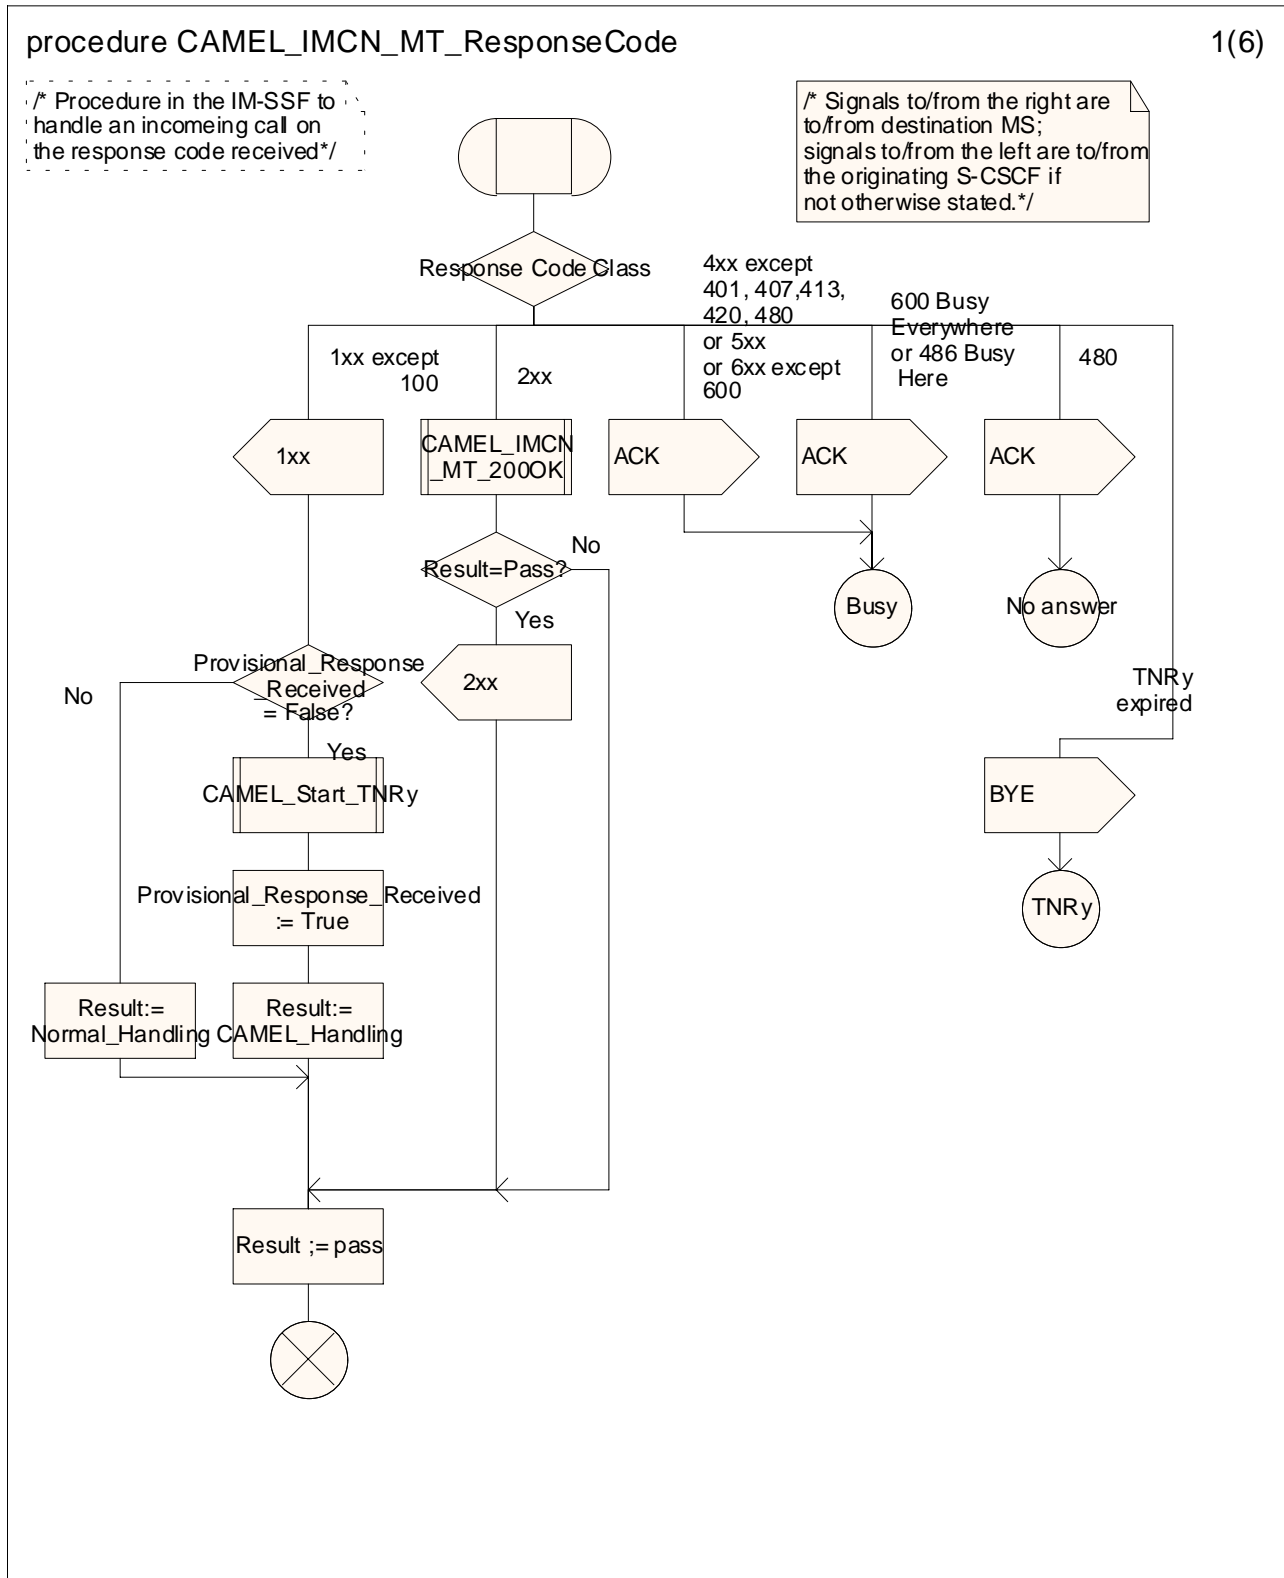 procedure CAMEL_IMCN_MT_ResponseCode
1(6)
/* Procedure in the IM-SSF to
handle an incomeing call on
the response code received*/
/* Signals to/from the right are
to/from destination MS;
signals to/from the left are to/from
the originating S-CSCF if
not otherwise stated.*/
Response Code Class
1xx except
100
2xx
4xx except
401, 407,413,
420, 480
or 5xx
or 6xx except
600
600 Busy
Everywhere
or 486 Busy
Here
480
1xx
CAMEL_IMCN
_MT_200OK
ACK
ACK
ACK
Result=Pass?
No
Yes
Busy
No answer
Provisional_Response
_Received
= False?
No
Yes
2xx
TNRy
expired
CAMEL_Start_TNRy
BYE
Provisional_Response_Received
:= True
TNRy
Result:=
Normal_Handling
Result:=
CAMEL_Handling
Result ;= pass